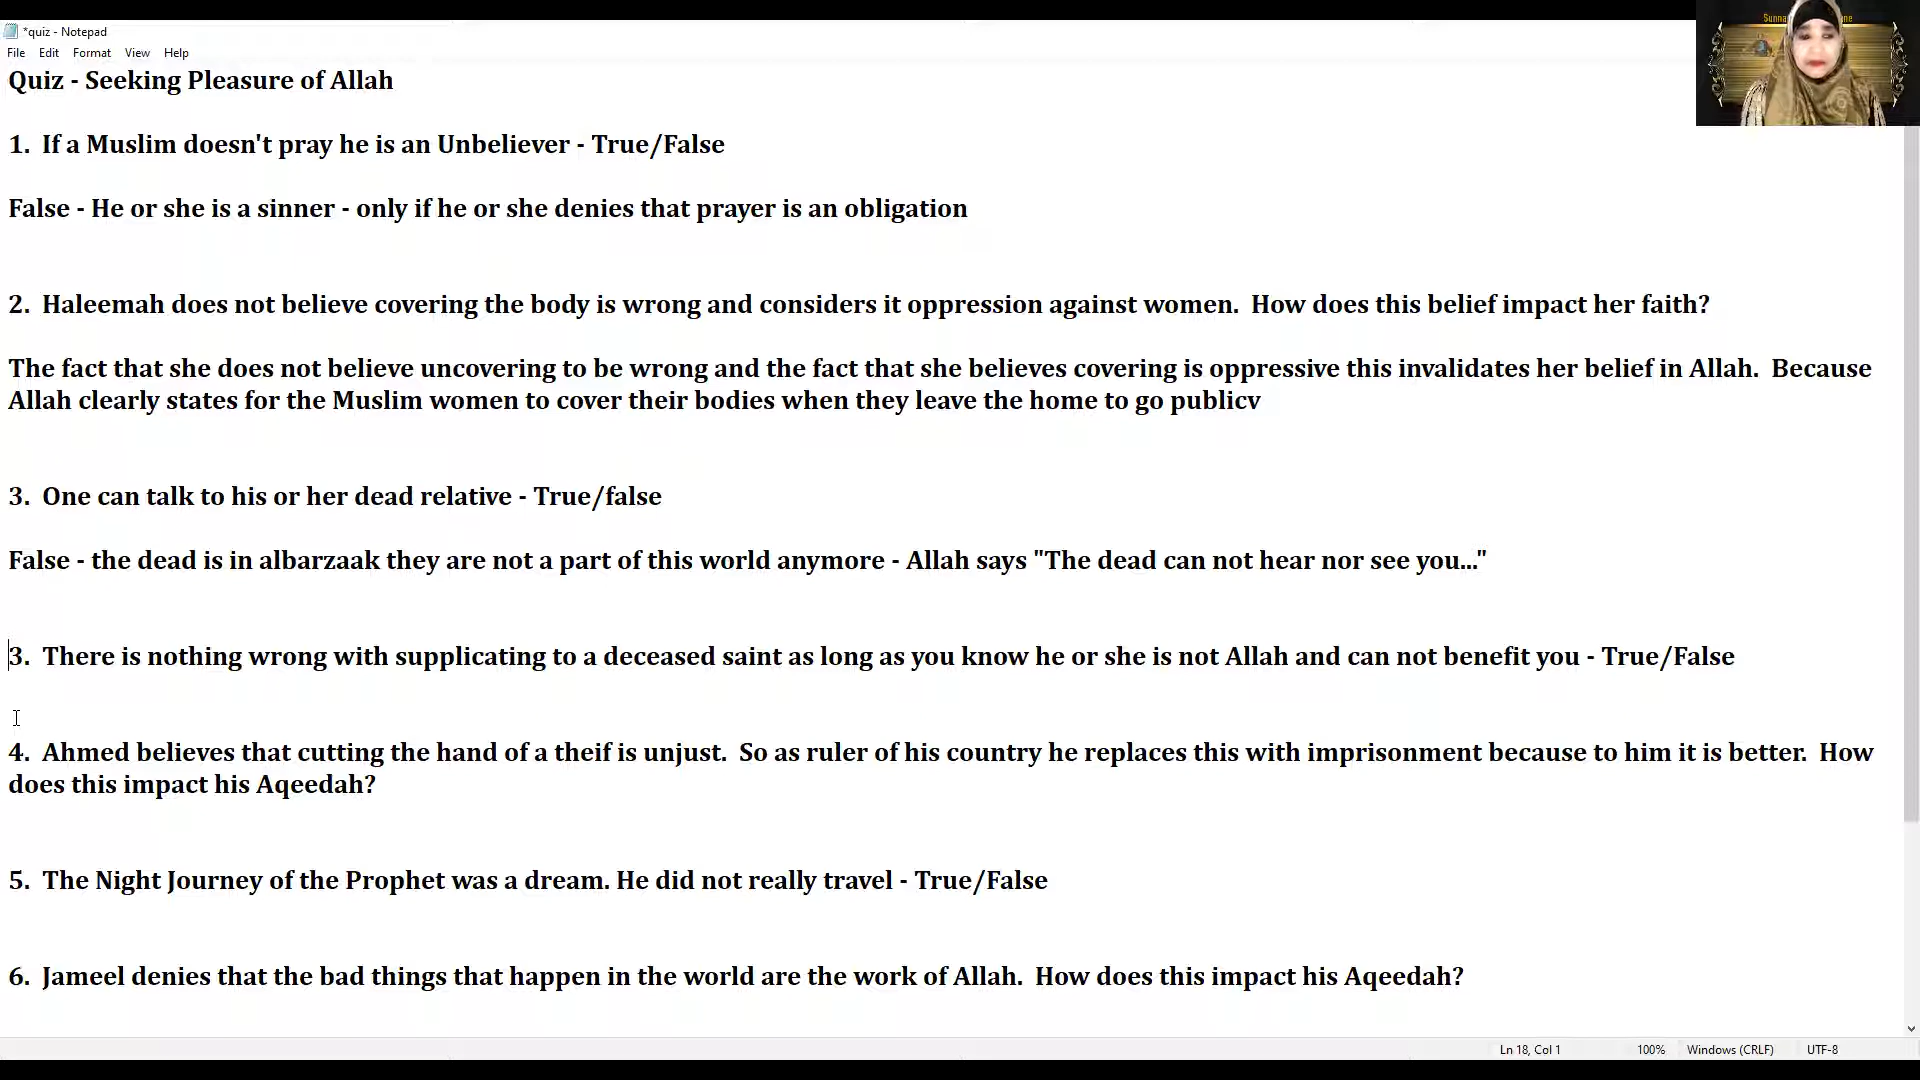 *quiz - Notepad
File Edit Format View Help
Quiz - Seeking Pleasure of Allah
1.  If a Muslim doesn't pray he is an Unbeliever - True/False
False - He or she is a sinner - only if he or she denies that prayer is an obligation
2.  Haleemah does not believe covering the body is wrong and considers it oppression against women.  How does this belief impact her faith?
The fact that she does not believe uncovering to be wrong and the fact that she believes covering is oppressive this invalidates her belief in Allah.  Because
Allah clearly states for the Muslim women to cover their bodies when they leave the home to go publicv
3.  One can talk to his or her dead relative - True/false
False - the dead is in albarzaak they are not a part of this world anymore - Allah says "The dead can not hear nor see you..."
3.  There is nothing wrong with supplicating to a deceased saint as long as you know he or she is not Allah and can not benefit you - True/False
4.  Ahmed believes that cutting the hand of a theif is unjust.  So as ruler of his country he replaces this with imprisonment because to him it is better.  How
does this impact his Aqeedah?
5.  The Night Journey of the Prophet was a dream. He did not really travel - True/False
6.  Jameel denies that the bad things that happen in the world are the work of Allah.  How does this impact his Aqeedah?
Ln 18, Col 1 100% Windows (CRLF) UTF-8